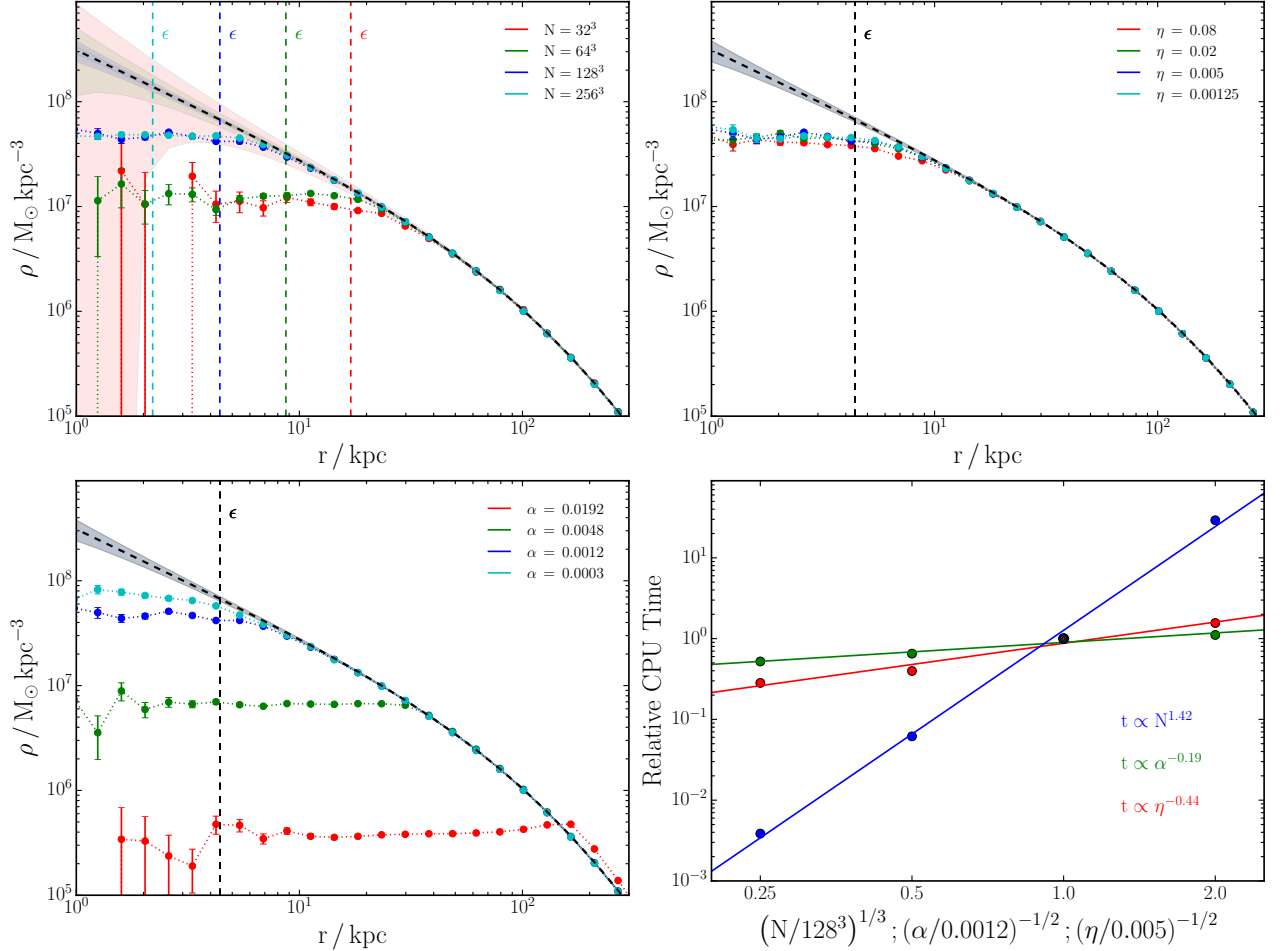 ϵ ϵ ϵ ϵ
N = 32³
N = 64³
N = 128³
N = 256³
10⁸
10⁷
10⁶
10⁵
ρ / M⊙ kpc⁻³
10⁰ 10¹ 10²
r / kpc
ϵ
η = 0.08
η = 0.02
η = 0.005
η = 0.00125
10⁸
10⁷
10⁶
10⁵
ρ / M⊙ kpc⁻³
10⁰ 10¹ 10²
r / kpc
ϵ
α = 0.0192
α = 0.0048
α = 0.0012
α = 0.0003
10⁸
10⁷
10⁶
10⁵
ρ / M⊙ kpc⁻³
10⁰ 10¹ 10²
r / kpc
10¹
10⁰
10⁻¹
10⁻²
10⁻³
Relative CPU Time
t ∝ N^1.42
t ∝ α^−0.19
t ∝ η^−0.44
0.25 0.5 1.0 2.0
(N/128³)^1/3 ; (α/0.0012)^−1/2 ; (η/0.005)^−1/2